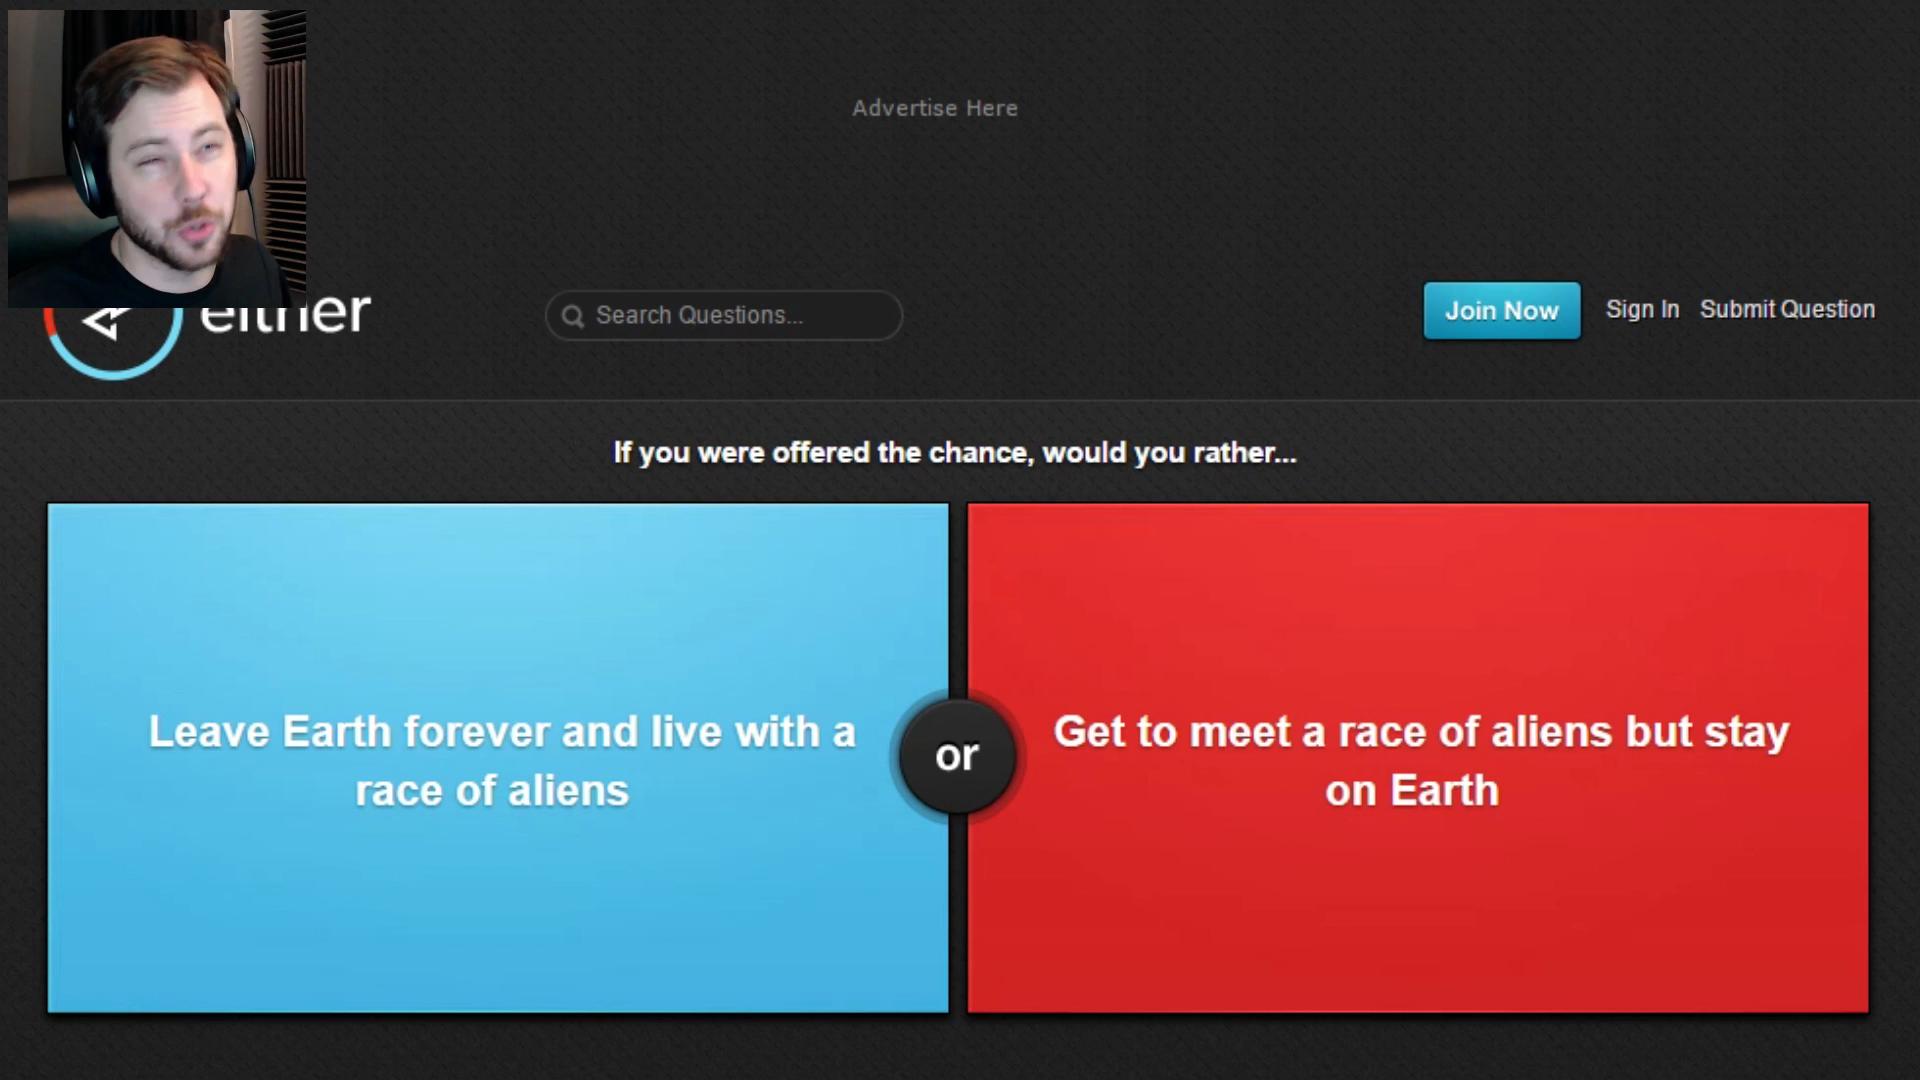 Advertise Here
either
Search Questions...
Join Now
Sign In
Submit Question
If you were offered the chance, would you rather...
Leave Earth forever and live with a
race of aliens
or
Get to meet a race of aliens but stay
on Earth